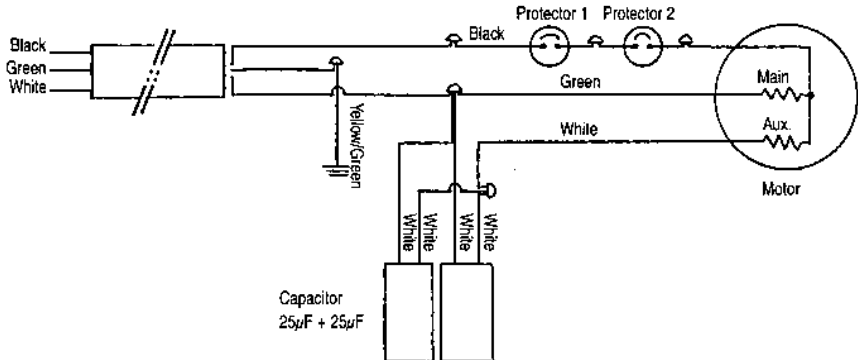 Protector 1
Protector 2
Black
Black
Green
White
Green
Main
Yellow/Green
White
Aux.
Motor
White
White
White
White
Capacitor
25μF + 25μF